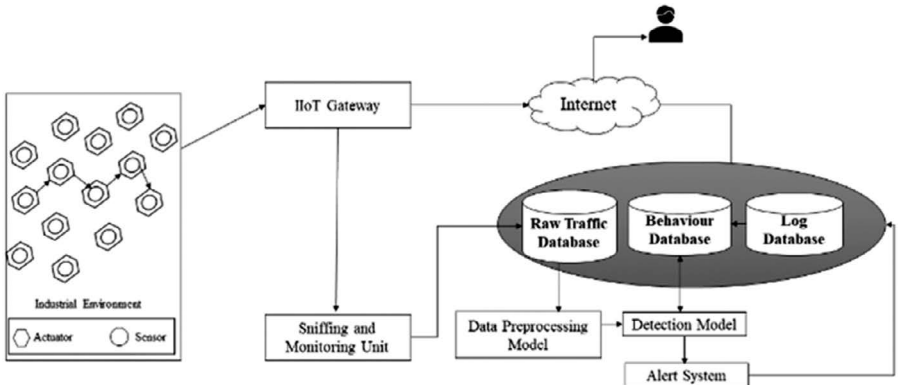 IIoT Gateway
Internet
Raw Traffic
Database
Behaviour
Database
Log
Database
Industrial Environment
Actuator
Sensor
Sniffing and
Monitoring Unit
Data Preprocessing
Model
Detection Model
Alert System